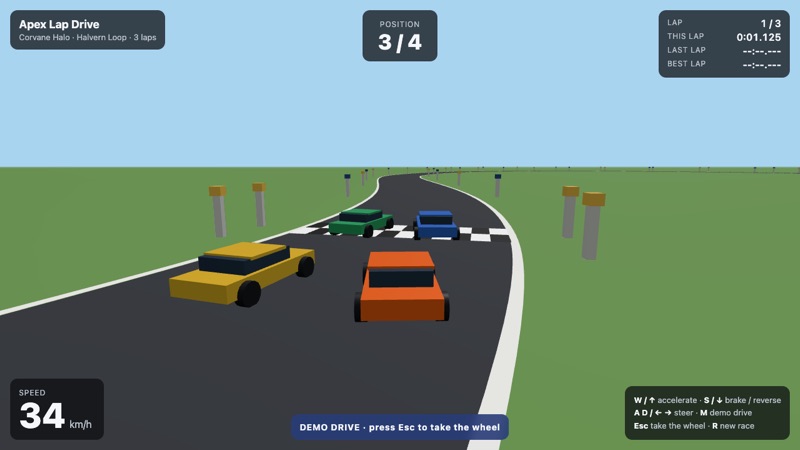 Apex Lap Drive
Corvane Halo · Halvern Loop · 3 laps
POSITION
3 / 4
LAP 1 / 3
THIS LAP 0:01.125
LAST LAP --:--.---
BEST LAP --:--.---
SPEED
34 km/h
DEMO DRIVE · press Esc to take the wheel
W / ↑ accelerate · S / ↓ brake / reverse
A D / ← → steer · M demo drive
Esc take the wheel · R new race